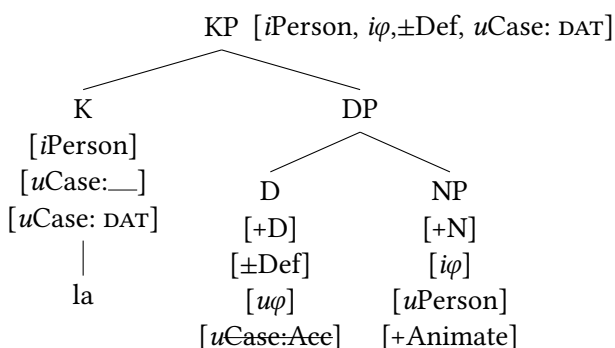 KP [iPerson, iφ,±Def, uCase: DAT]
K DP
[iPerson]
[uCase:__]
[uCase: DAT]
la
D NP
[+D] [+N]
[±Def] [iφ]
[uφ] [uPerson]
[uCase:Acc] [+Animate]